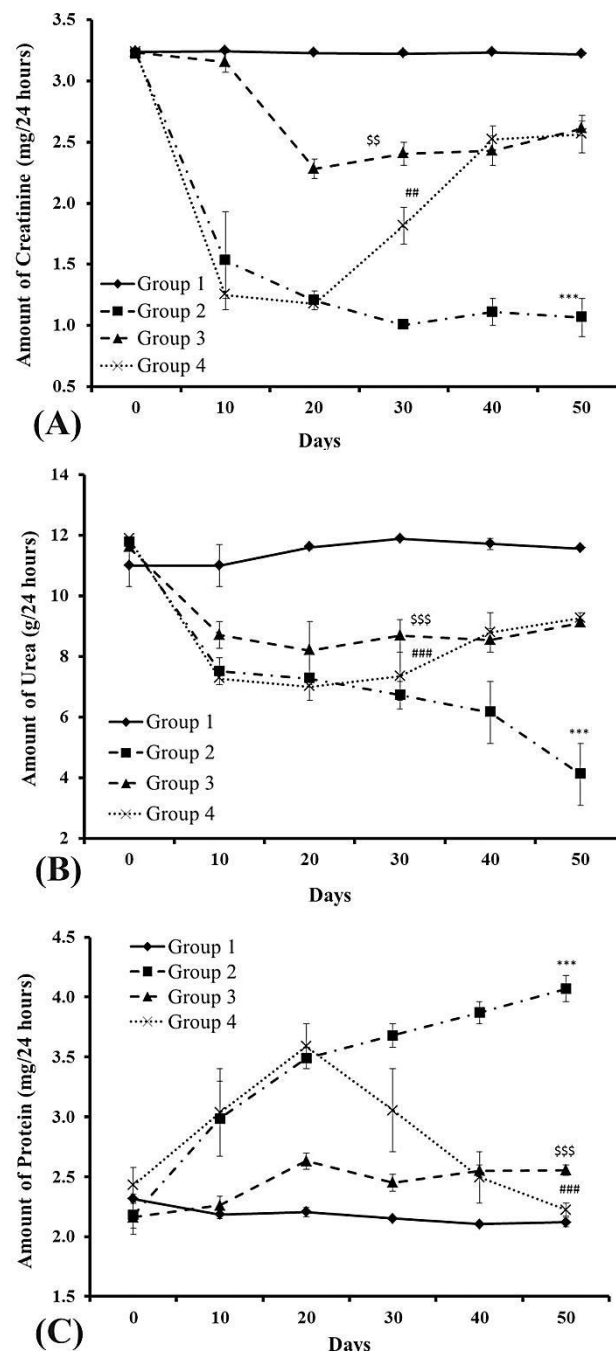 Amount of Creatinine (mg/24 hours)
3.5
3.0
2.5
2.0
1.5
1.0
0.5
$$
##
***
Group 1
Group 2
Group 3
Group 4
0 10 20 30 40 50
Days
(A)
Amount of Urea (g/24 hours)
14
12
10
8
6
4
2
$$$
###
***
Group 1
Group 2
Group 3
Group 4
0 10 20 30 40 50
Days
(B)
Amount of Protein (mg/24 hours)
4.5
4.0
3.5
3.0
2.5
2.0
1.5
Group 1
Group 2
Group 3
Group 4
***
$$$
###
0 10 20 30 40 50
Days
(C)